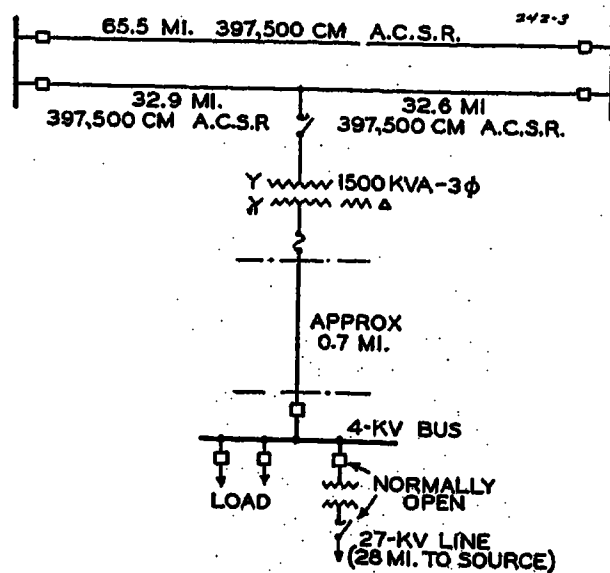 242-3
65.5 MI. 397,500 CM A.C.S.R.
32.9 MI.
397,500 CM A.C.S.R
32.6 MI
397,500 CM A.C.S.R.
Y 1500 KVA-3φ
Y Δ
APPROX
0.7 MI.
4-KV BUS
LOAD
NORMALLY
OPEN
27-KV LINE
(28 MI. TO SOURCE)